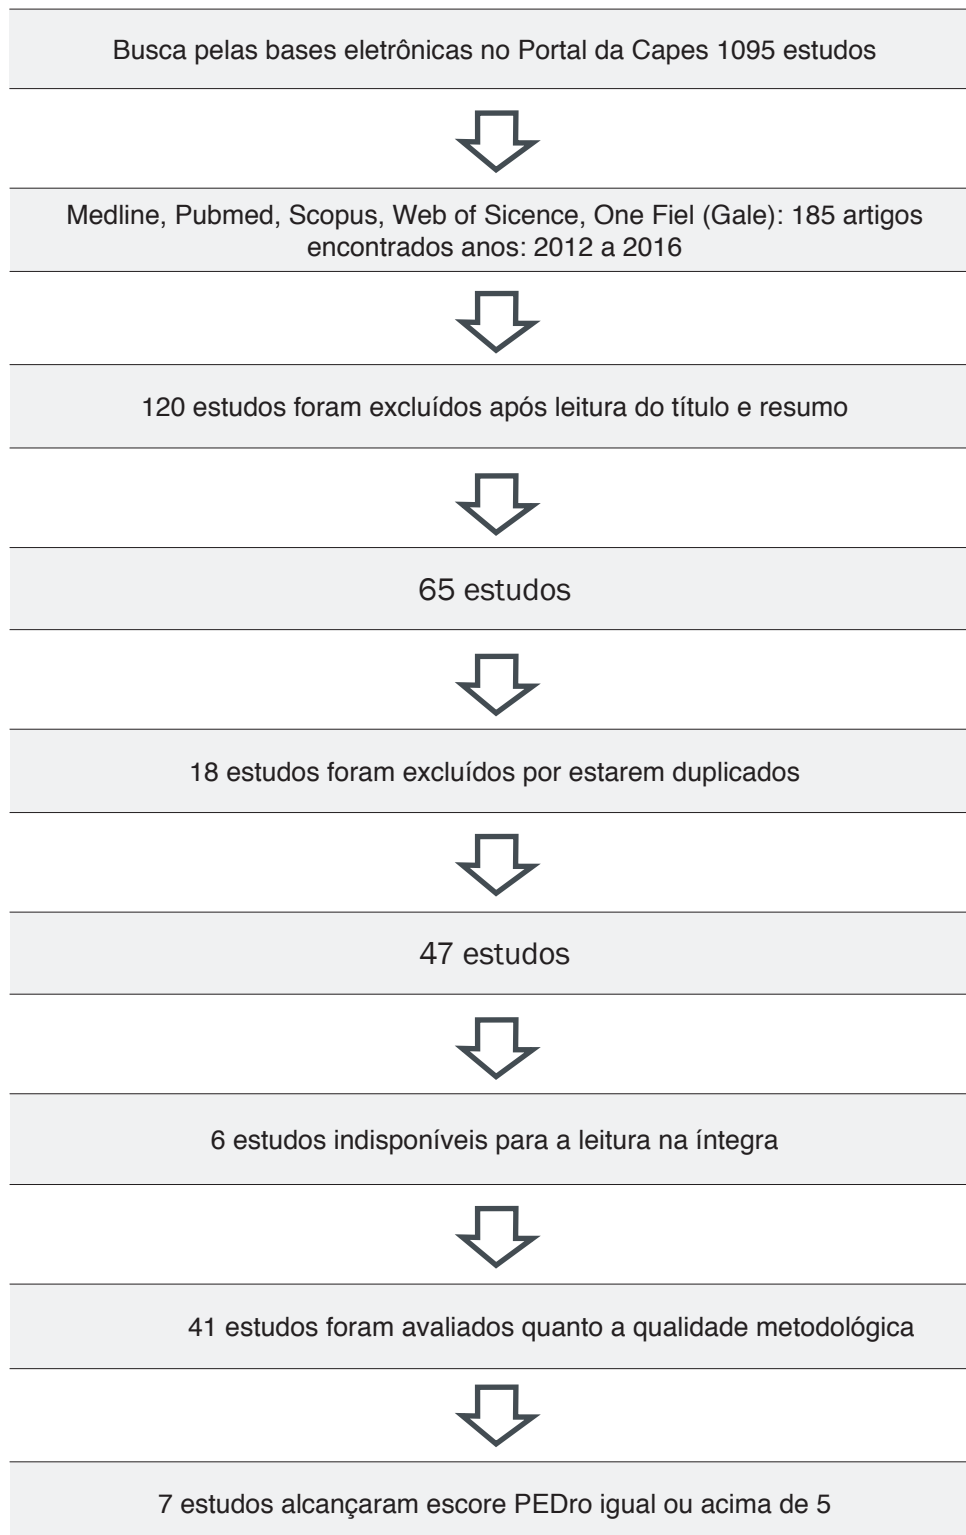 Busca pelas bases eletrônicas no Portal da Capes 1095 estudos
Medline, Pubmed, Scopus, Web of Sicence, One Fiel (Gale): 185 artigos
encontrados anos: 2012 a 2016
120 estudos foram excluídos após leitura do título e resumo
65 estudos
18 estudos foram excluídos por estarem duplicados
47 estudos
6 estudos indisponíveis para a leitura na íntegra
41 estudos foram avaliados quanto a qualidade metodológica
7 estudos alcançaram escore PEDro igual ou acima de 5